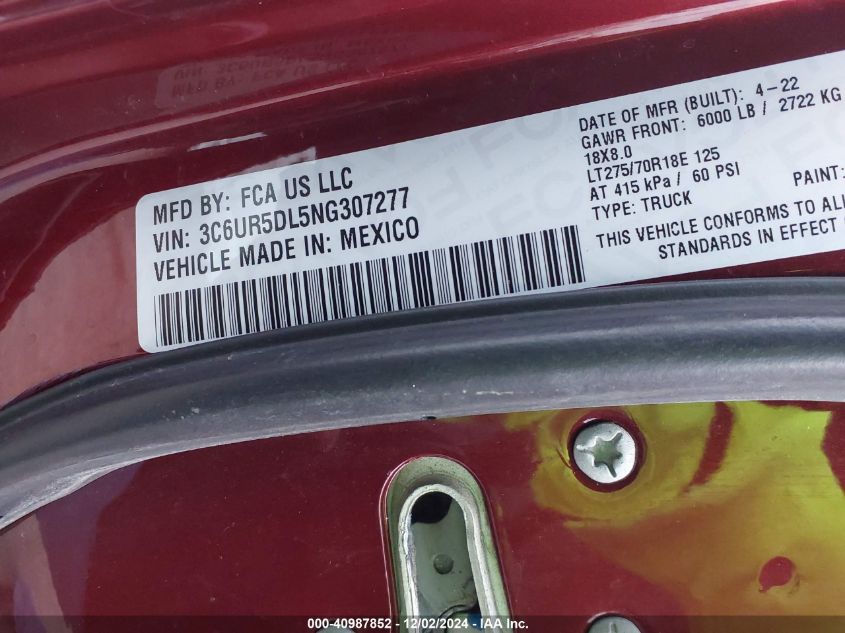 MFD BY: FCA US LLC
VIN: 3C6UR5DL5NG307277
VEHICLE MADE IN: MEXICO
DATE OF MFR (BUILT): 4-22
GAWR FRONT: 6000 LB / 2722 KG
18X8.0
LT275/70R18E 125
AT 415 kPa / 60 PSI
TYPE: TRUCK
PAINT:
THIS VEHICLE CONFORMS TO ALL
STANDARDS IN EFFECT
000-40987852 - 12/02/2024 - IAA Inc.